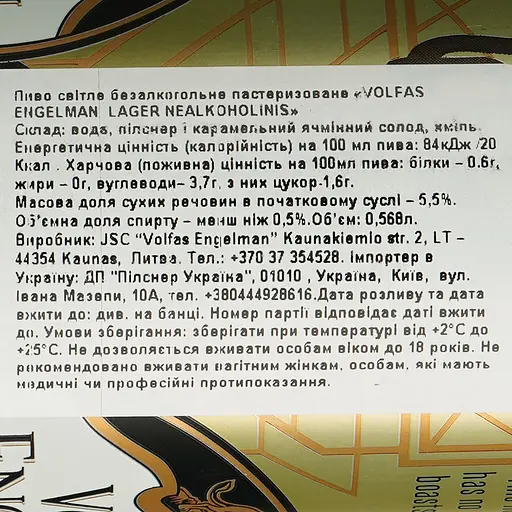 Пиво світле безалкогольне пастеризоване «VOLFAS
ENGELMAN LAGER NEALKOHOLINIS»
Склад: вода, пілснер і карамельний ячмінний солод, хміль.
Енергетична цінність (калорійність) на 100 мл пива: 84кДж /20
Ккал . Харчова (поживна) цінність на 100мл пива: білки – 0.6г,
жири – 0г, вуглеводи– 3,7г, з них цукор-1,6г.
Масова доля сухих речовин в початковому суслі – 5,5%.
Об'ємна доля спирту – менш ніж 0,5%.Об'єм: 0,568л.
Виробник: JSC "Volfas Engelman" Kaunakiemio str. 2, LT –
44354 Kaunas, Литва. Тел.: +370 37 354528. Імпортер в
Україну: ДП "Пілснер Україна", 01010 , Україна, Київ, вул.
Івана Мазепи, 10А, тел. +380444928616.Дата розливу та дата
вжити до: див. на банці. Номер партії відповідає даті вжити
до. Умови зберігання: зберігати при температурі від +2°С до
+25°С. Не дозволяється вживати особам віком до 18 років. Не
рекомендовано вживати вагітним жінкам, особам, які мають
медичні чи професійні протипоказання.
has no